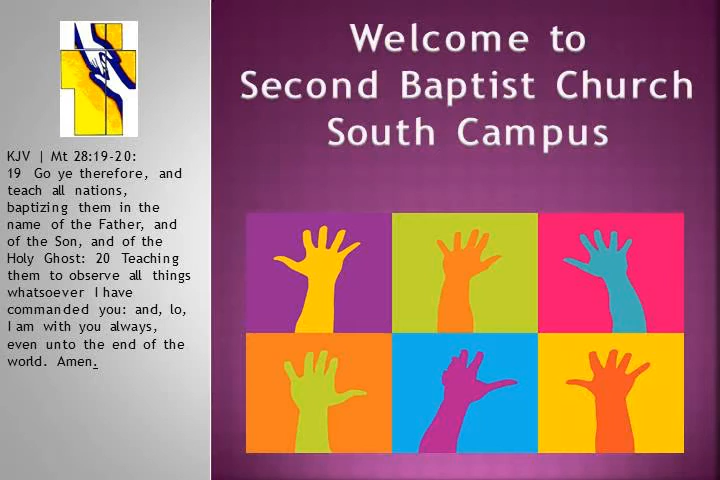 Welcome to
Second Baptist Church
South Campus
KJV | Mt 28:19-20:
19 Go ye therefore, and
teach all nations,
baptizing them in the
name of the Father, and
of the Son, and of the
Holy Ghost: 20 Teaching
them to observe all things
whatsoever I have
commanded you: and, lo,
I am with you always,
even unto the end of the
world. Amen.